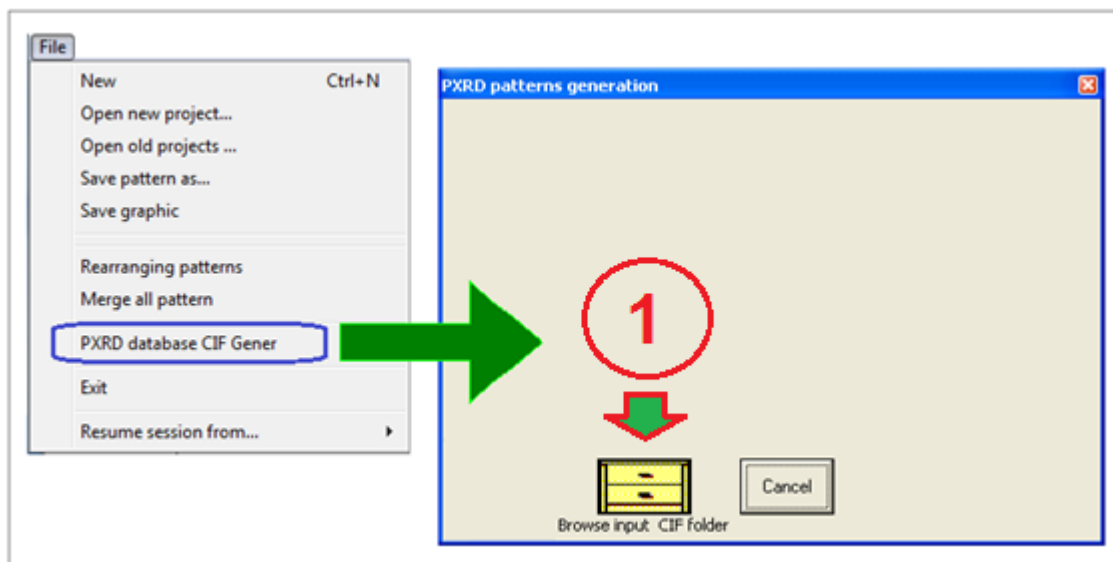 File
New Ctrl+N
Open new project...
Open old projects ...
Save pattern as...
Save graphic
Rearranging patterns
Merge all pattern
PXRD database CIF Gener
Exit
Resume session from...
PXRD patterns generation
1
Browse input CIF folder
Cancel